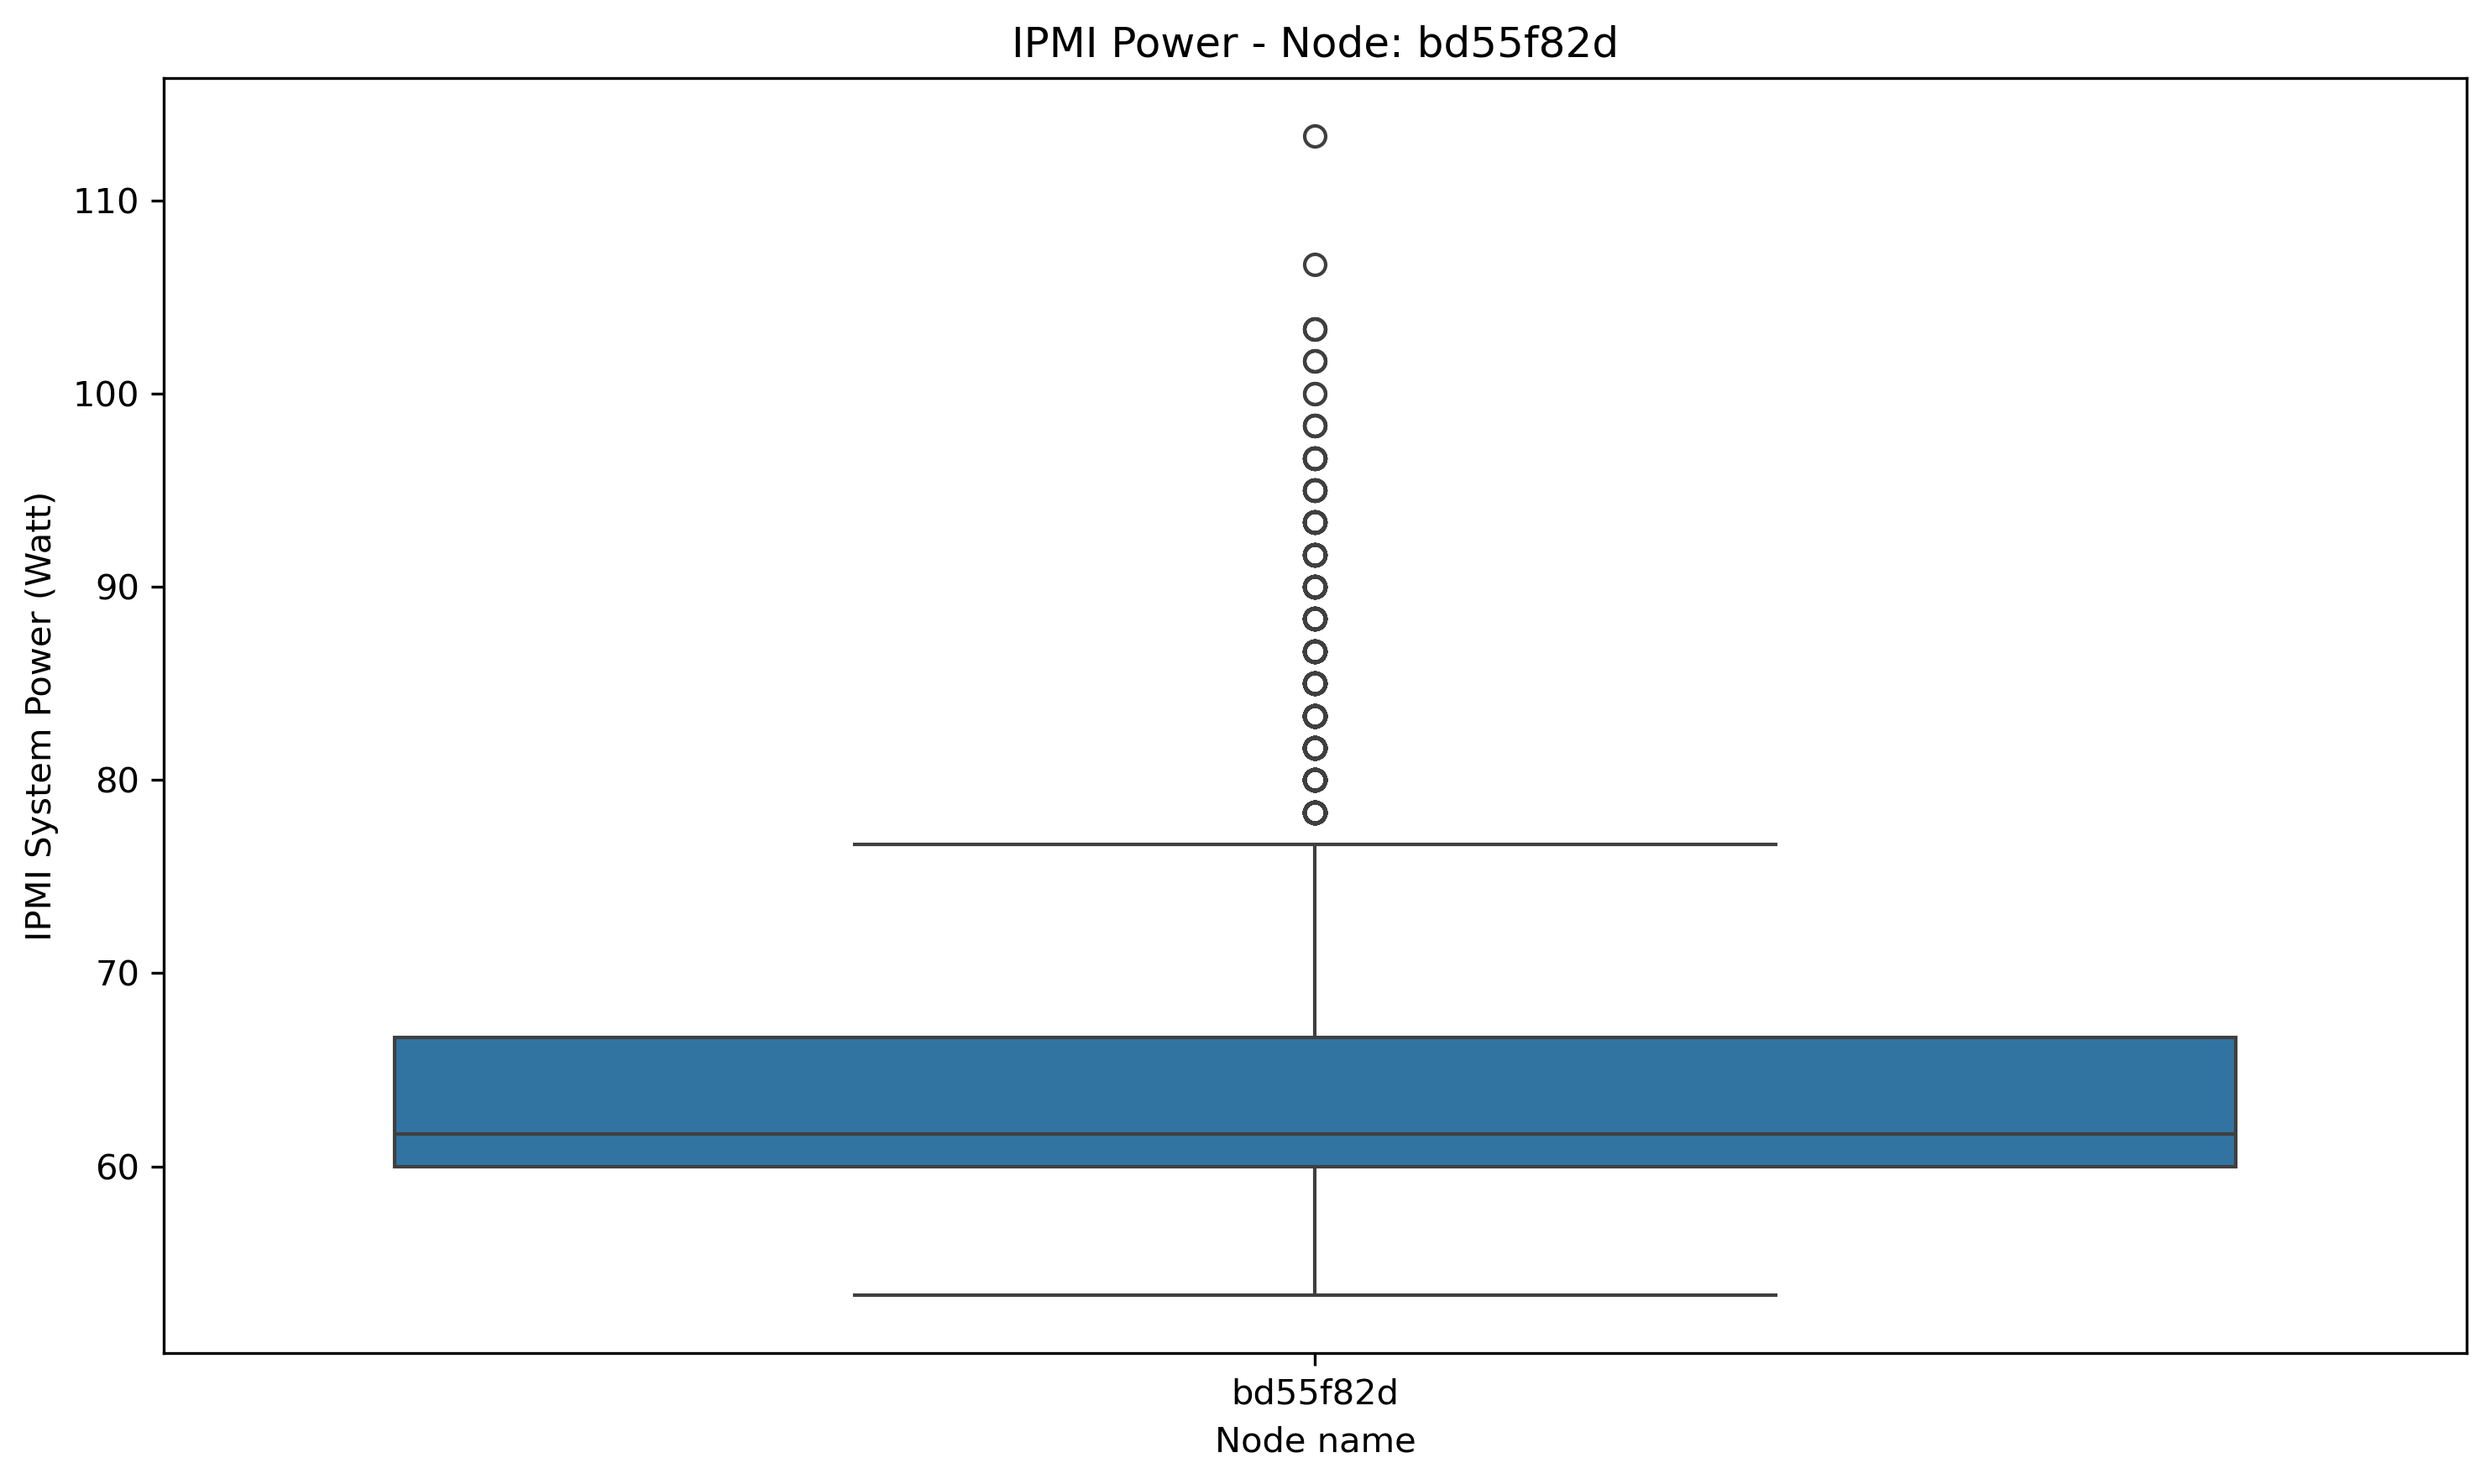 IPMI Power - Node: bd55f82d
IPMI System Power (Watt)
110
100
90
80
70
60
bd55f82d
Node name